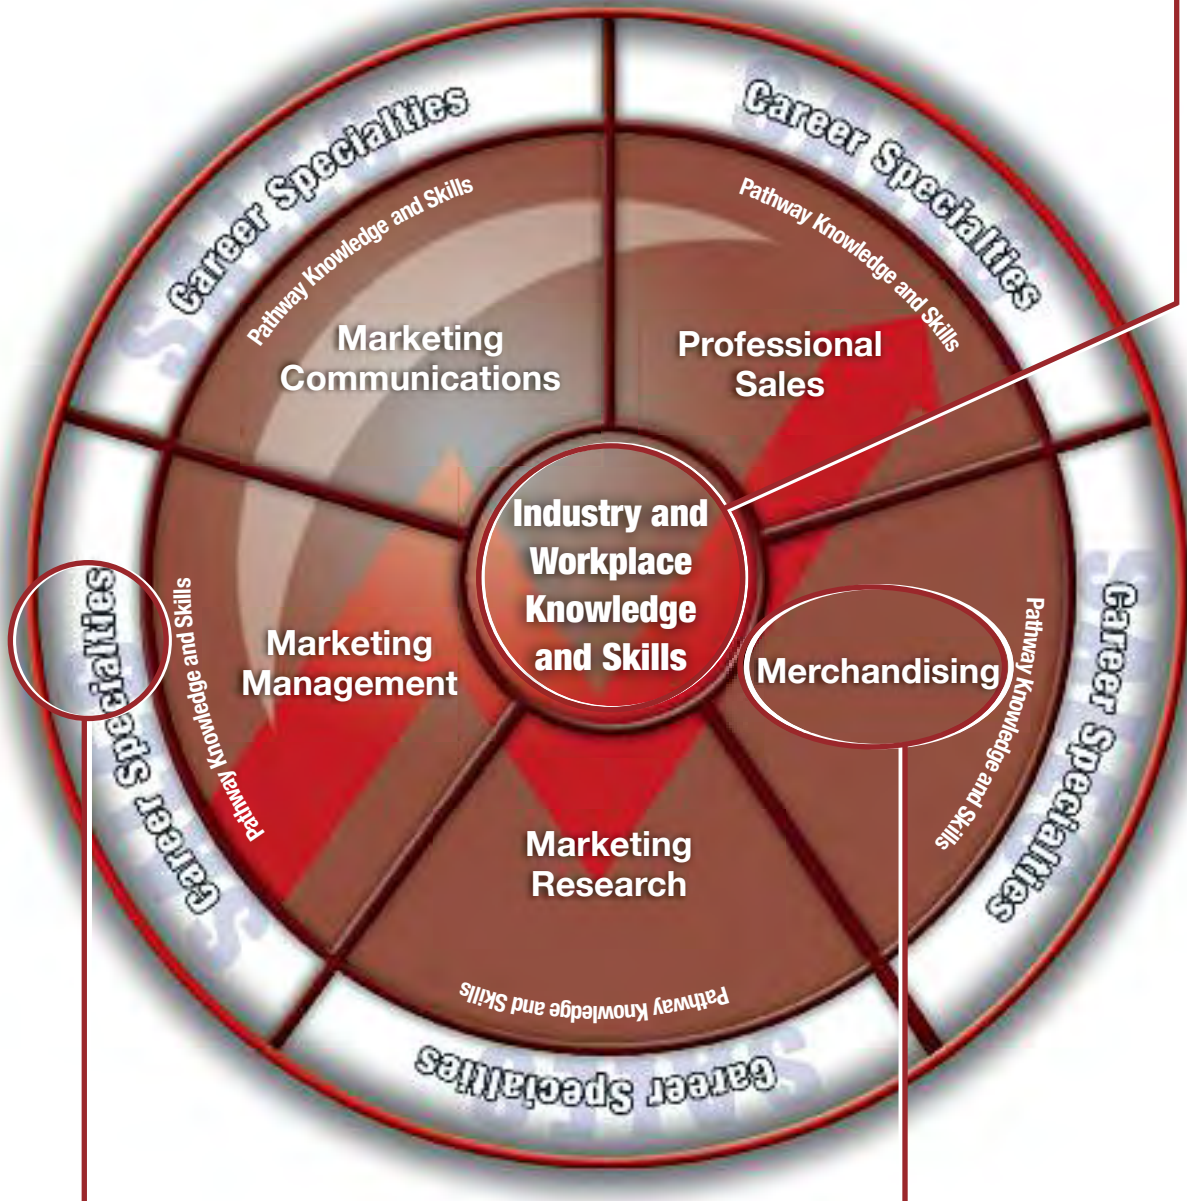 Career Specialties
Career Specialties
Pathway Knowledge and Skills
Pathway Knowledge and Skills
Marketing
Communications
Professional
Sales
Industry and
Workplace
Knowledge
and Skills
Career Specialties
Pathway Knowledge and Skills
Marketing
Management
Merchandising
Pathway Knowledge and Skills
Career Specialties
Marketing
Research
Pathway Knowledge and Skills
Career Specialties